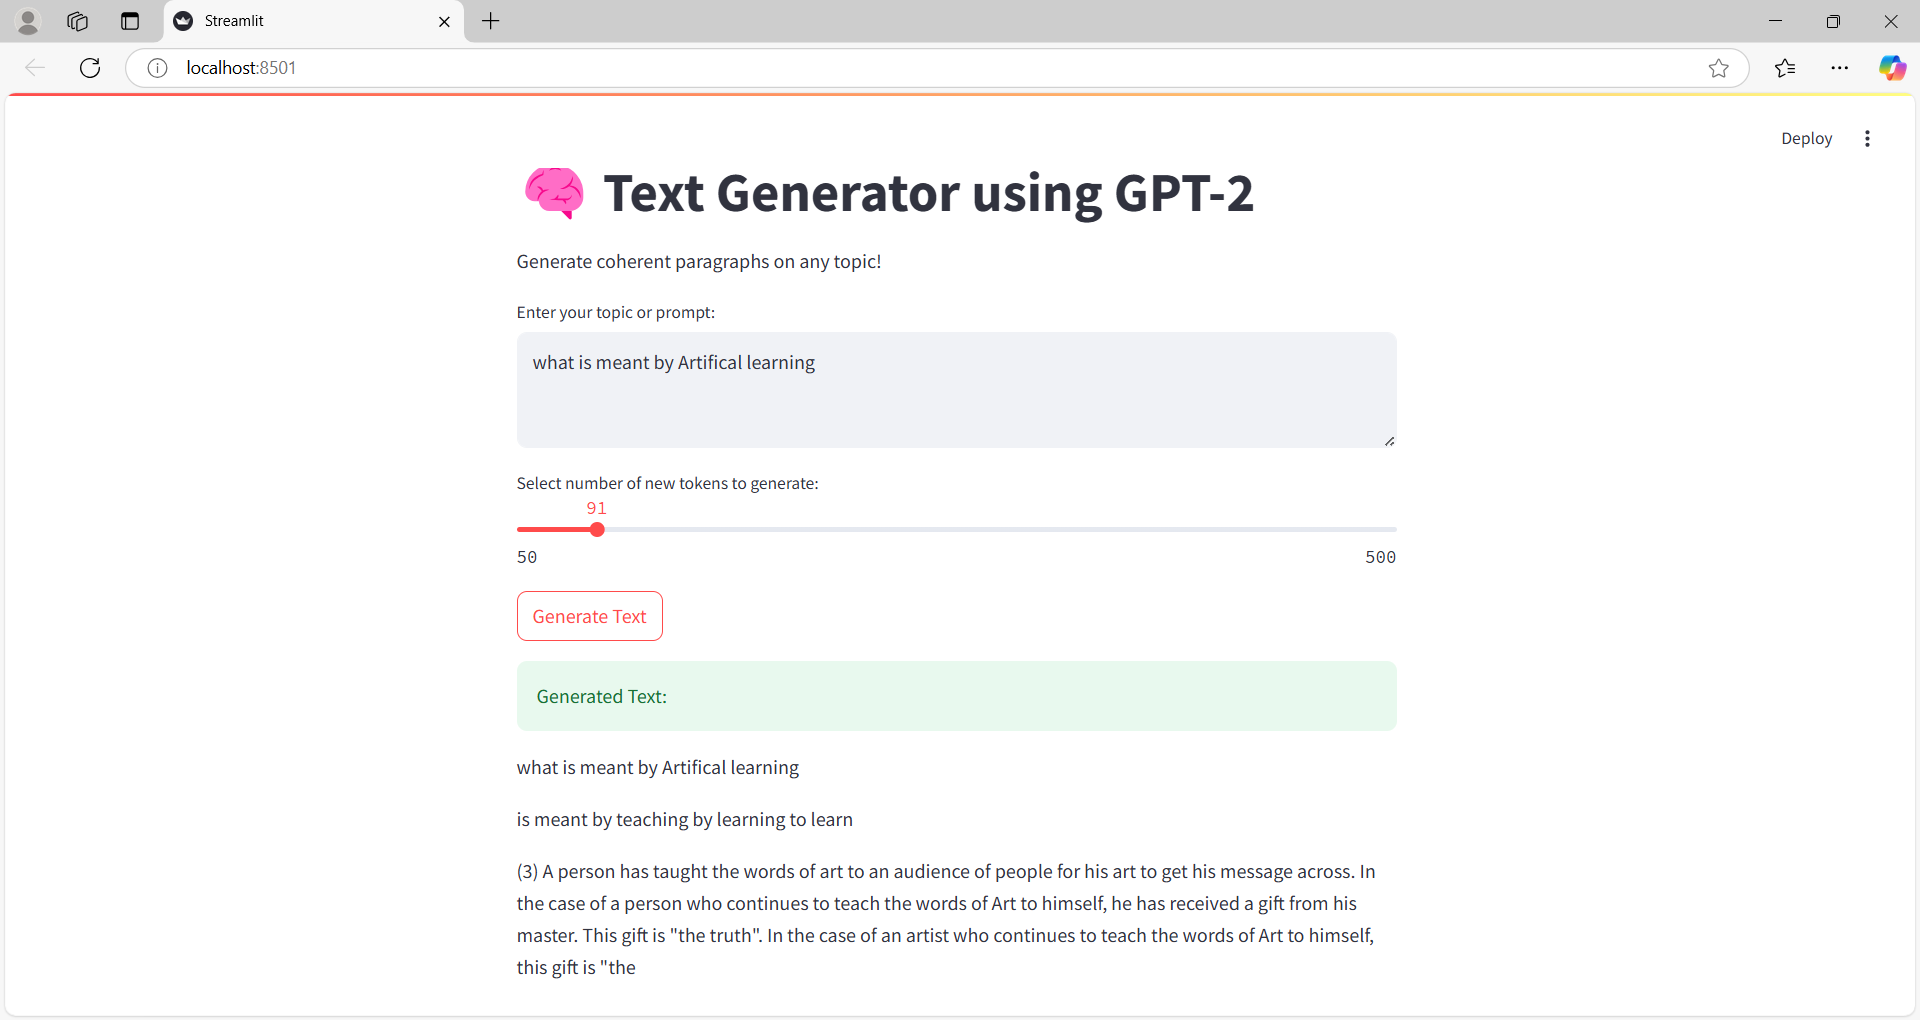 Streamlit
localhost:8501
Deploy
Text Generator using GPT-2
Generate coherent paragraphs on any topic!
Enter your topic or prompt:
what is meant by Artifical learning
Select number of new tokens to generate:
91
50 500
Generate Text
Generated Text:
what is meant by Artifical learning
is meant by teaching by learning to learn
(3) A person has taught the words of art to an audience of people for his art to get his message across. In
the case of a person who continues to teach the words of Art to himself, he has received a gift from his
master. This gift is "the truth". In the case of an artist who continues to teach the words of Art to himself,
this gift is "the